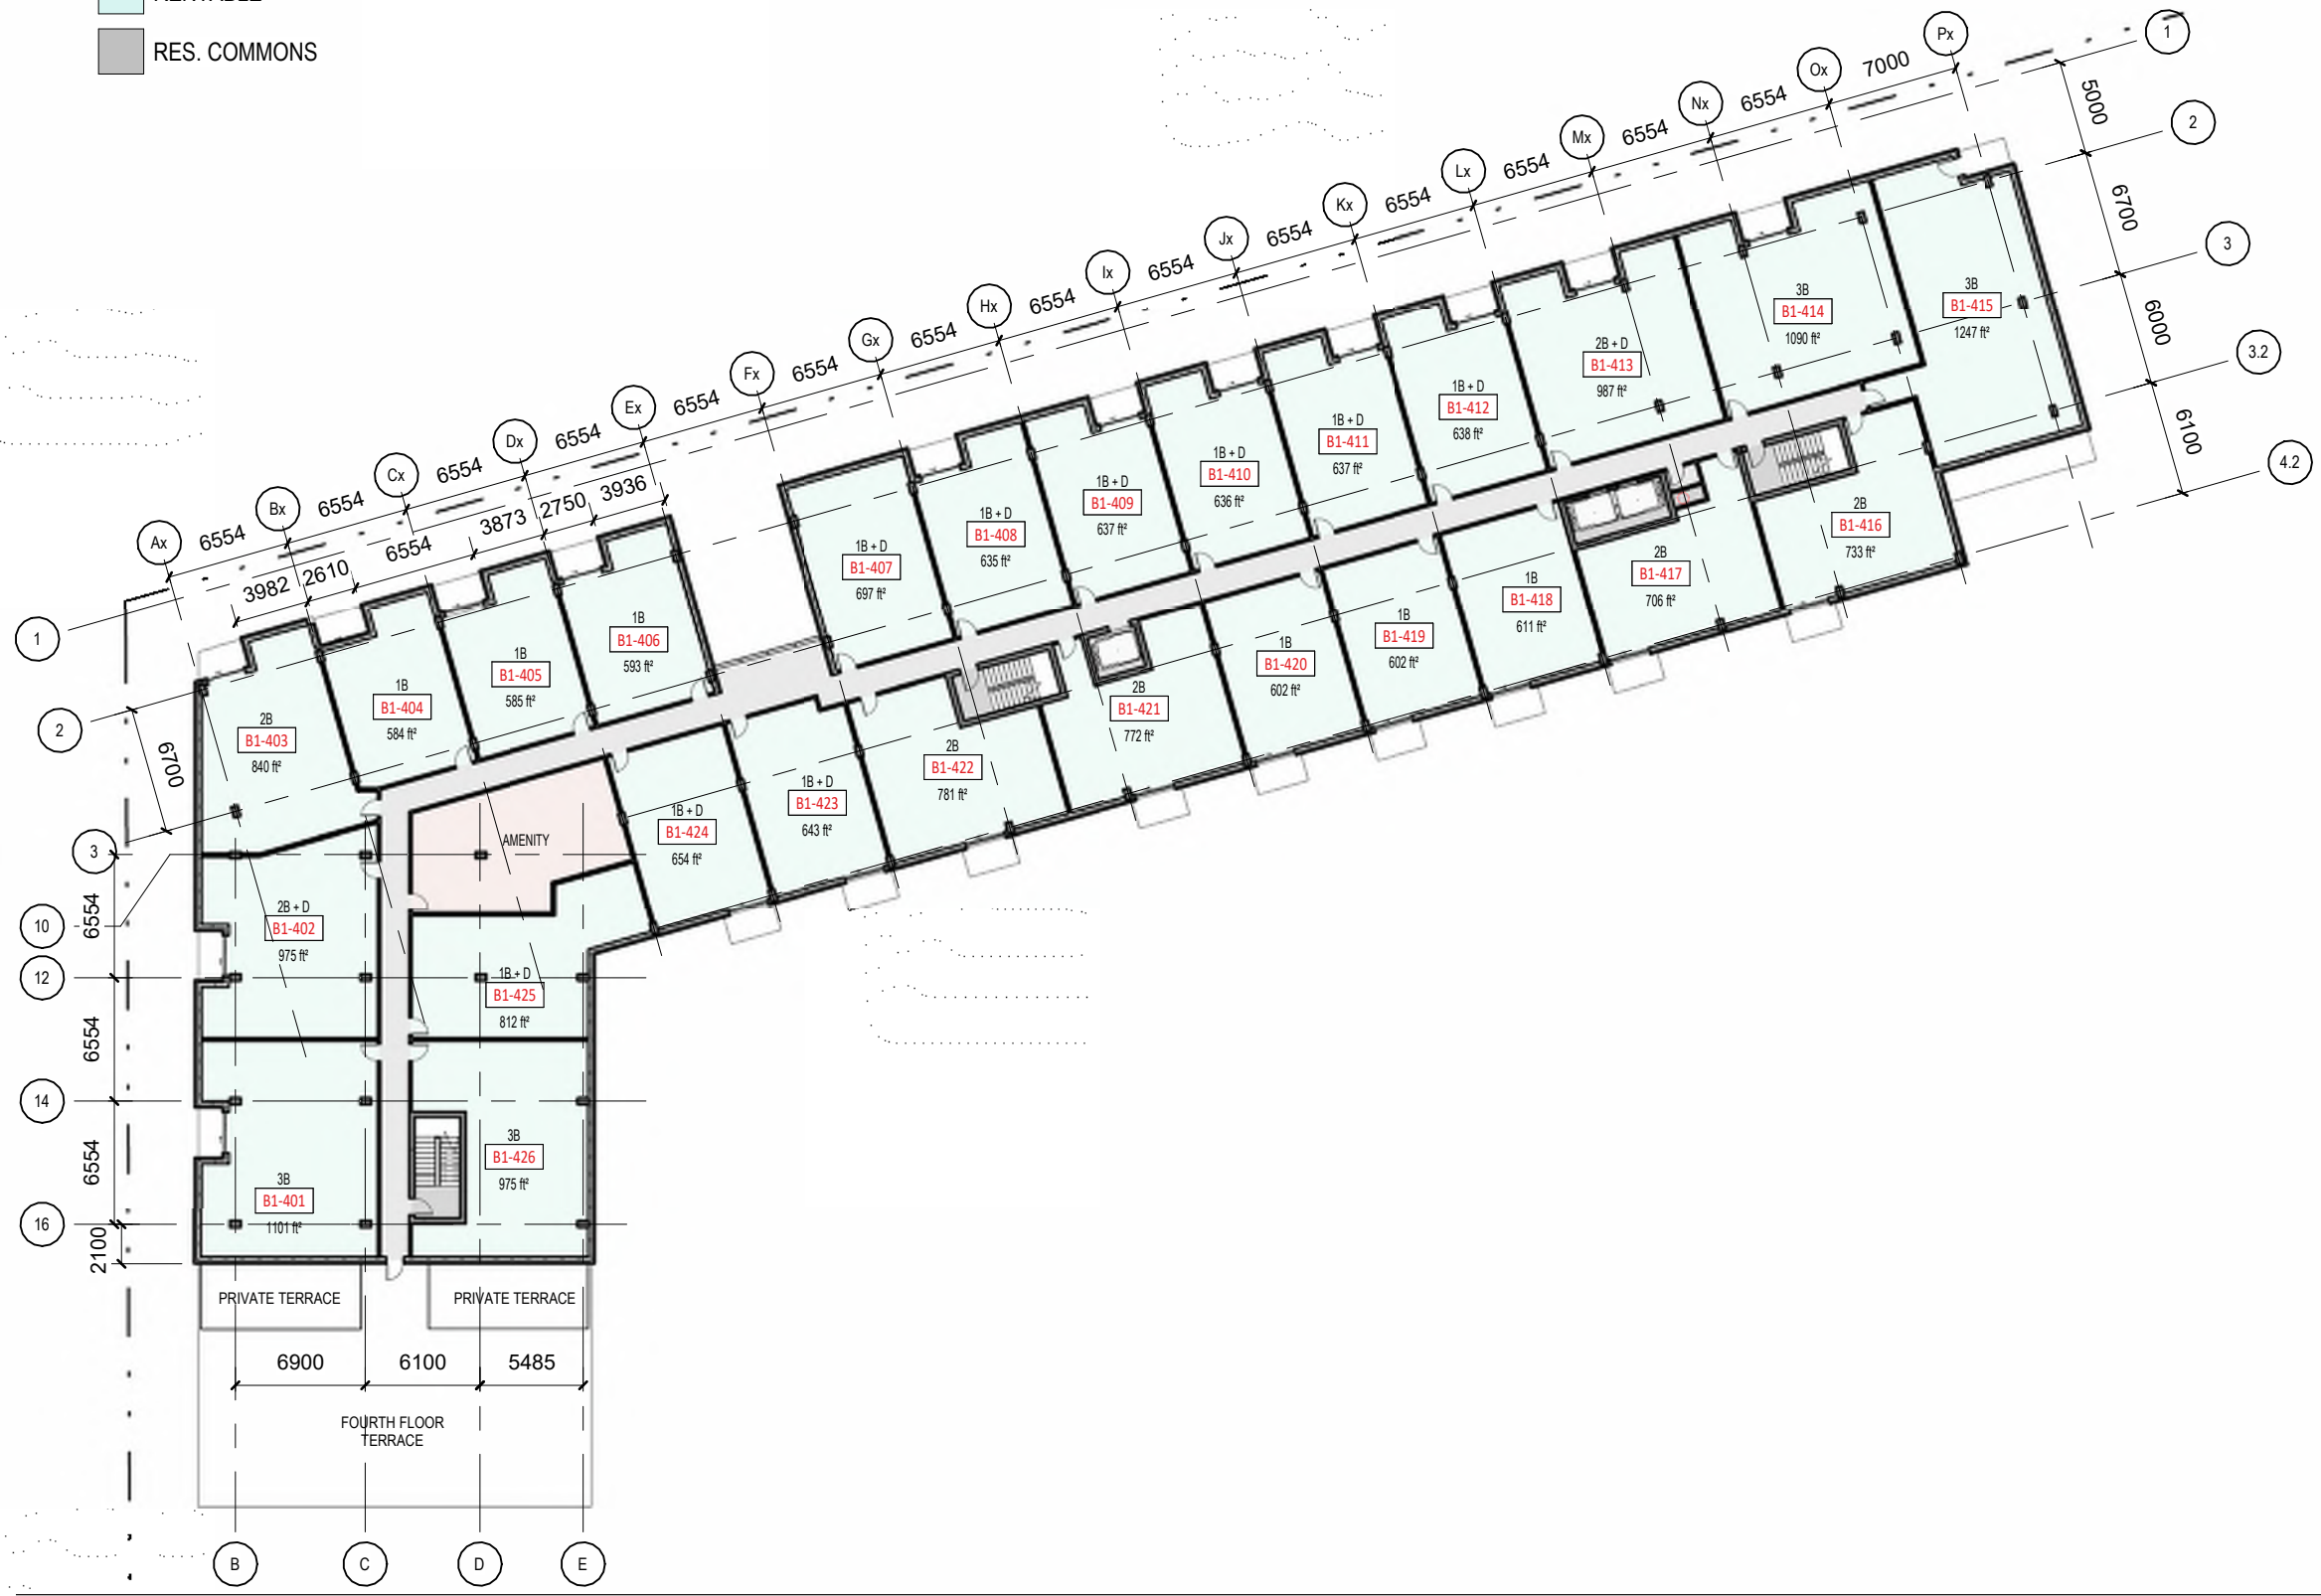 RES. COMMONS
Px
1
Ox
7000
Nx
6554
5000
Mx
6554
2
Lx
6554
Kx
6554
6700
Jx
6554
3
Ix
6554
3B
B1-415
1247 ft²
Hx
6554
3B
B1-414
1090 ft²
6000
Gx
6554
2B + D
B1-413
987 ft²
3.2
Fx
6554
1B + D
B1-412
638 ft²
6100
Ex
6554
1B + D
B1-411
637 ft²
4.2
Dx
6554
1B + D
B1-410
636 ft²
Cx
6554
1B + D
B1-409
637 ft²
Bx
6554
3936
2750
3873
1B + D
B1-408
635 ft²
2B
B1-416
733 ft²
Ax
6554
6554
2610
3982
1B + D
B1-407
697 ft²
2B
B1-417
706 ft²
1
1B
B1-406
593 ft²
1B
B1-418
611 ft²
1B
B1-405
585 ft²
1B
B1-419
602 ft²
1B
B1-404
584 ft²
1B
B1-420
602 ft²
2
2B
B1-403
840 ft²
2B
B1-421
772 ft²
6700
2B
B1-422
781 ft²
1B + D
B1-423
643 ft²
3
AMENITY
1B + D
B1-424
654 ft²
10
6554
2B + D
B1-402
975 ft²
12
1B + D
B1-425
812 ft²
6554
14
6554
3B
B1-426
975 ft²
3B
B1-401
1101 ft²
16
2100
PRIVATE TERRACE
PRIVATE TERRACE
6900
6100
5485
FOURTH FLOOR
TERRACE
B
C
D
E